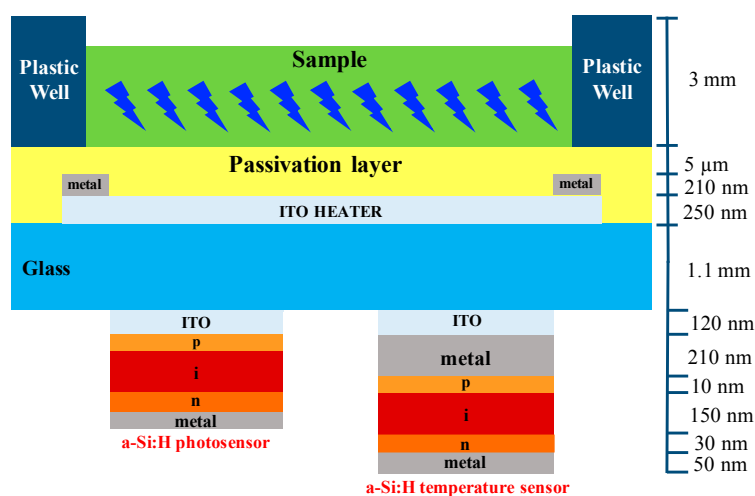 Plastic
Well
Sample
Plastic
Well
3 mm
Passivation layer
5 µm
metal
metal
210 nm
ITO HEATER
250 nm
Glass
1.1 mm
ITO
ITO
120 nm
p
metal
210 nm
i
p
10 nm
n
i
150 nm
metal
a-Si:H photosensor
n
30 nm
metal
50 nm
a-Si:H temperature sensor